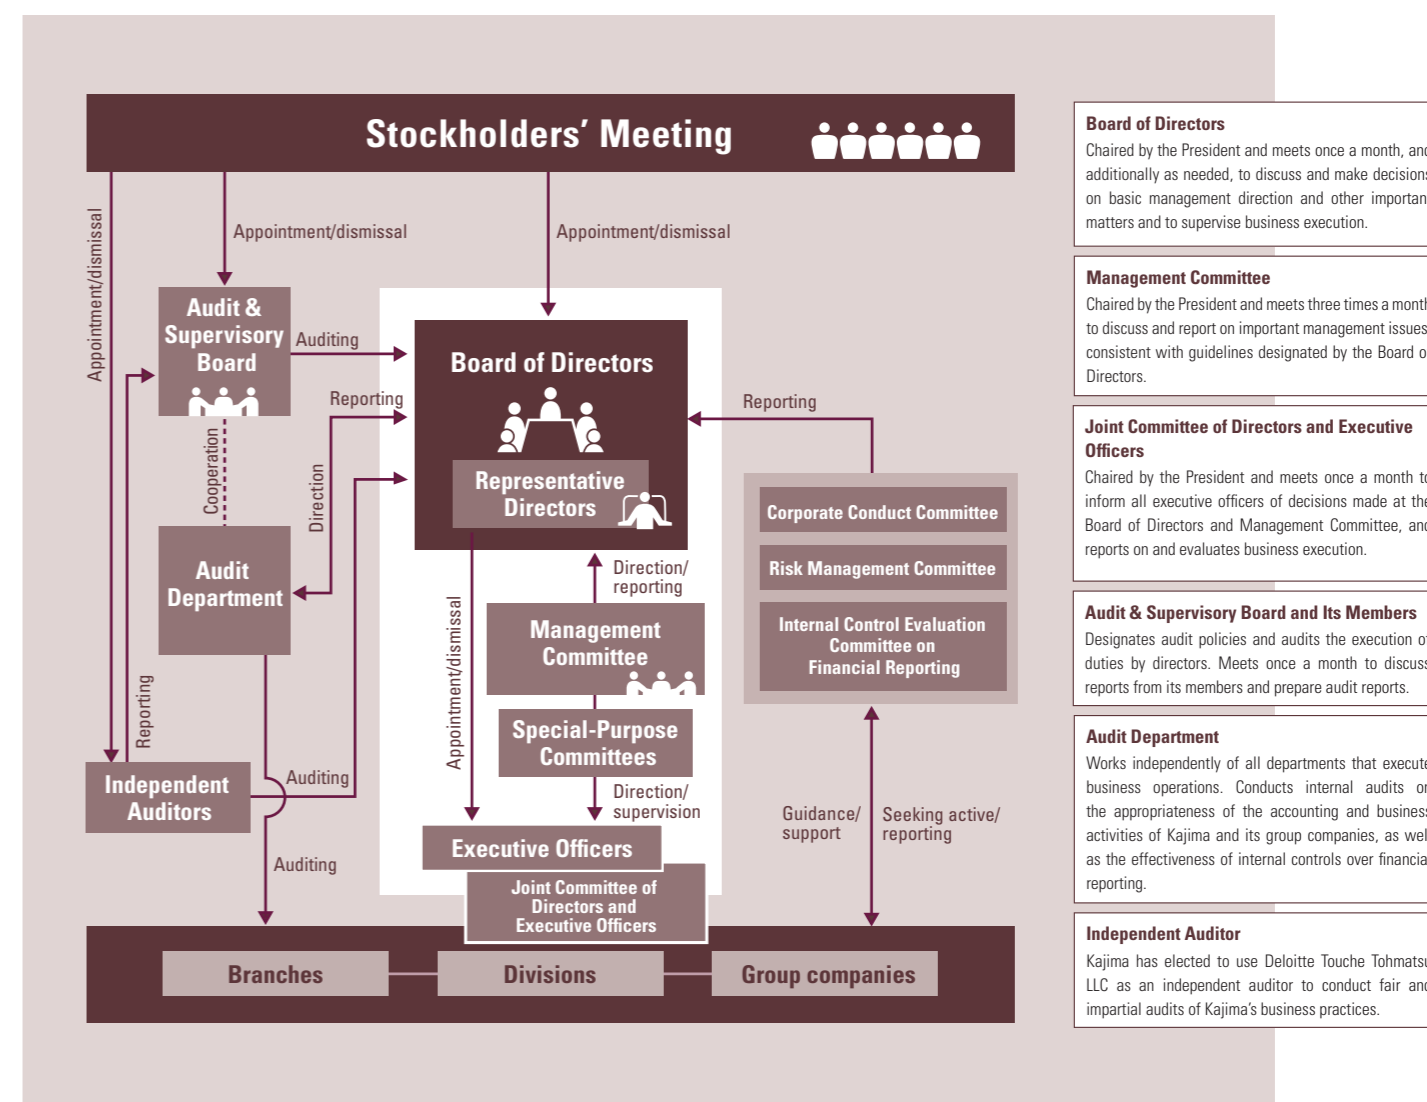 Stockholders' Meeting
Appointment/dismissal
Appointment/dismissal
Appointment/dismissal
Audit &
Supervisory
Board
Auditing
Reporting
Cooperation
Direction
Audit
Department
Reporting
Independent
Auditors
Auditing
Auditing
Board of Directors
Representative
Directors
Direction/
reporting
Appointment/dismissal
Management
Committee
Special-Purpose
Committees
Direction/
supervision
Executive Officers
Joint Committee of
Directors and
Executive Officers
Reporting
Corporate Conduct Committee
Risk Management Committee
Internal Control Evaluation
Committee on
Financial Reporting
Guidance/
support
Seeking active/
reporting
Branches
Divisions
Group companies
Board of Directors
Chaired by the President and meets once a month, and
additionally as needed, to discuss and make decisions
on basic management direction and other importan
matters and to supervise business execution.
Management Committee
Chaired by the President and meets three times a month
to discuss and report on important management issues
consistent with guidelines designated by the Board o
Directors.
Joint Committee of Directors and Executive
Officers
Chaired by the President and meets once a month to
inform all executive officers of decisions made at the
Board of Directors and Management Committee, and
reports on and evaluates business execution.
Audit & Supervisory Board and Its Members
Designates audit policies and audits the execution of
duties by directors. Meets once a month to discuss
reports from its members and prepare audit reports.
Audit Department
Works independently of all departments that execute
business operations. Conducts internal audits on
the appropriateness of the accounting and business
activities of Kajima and its group companies, as well
as the effectiveness of internal controls over financia
reporting.
Independent Auditor
Kajima has elected to use Deloitte Touche Tohmatsu
LLC as an independent auditor to conduct fair and
impartial audits of Kajima's business practices.